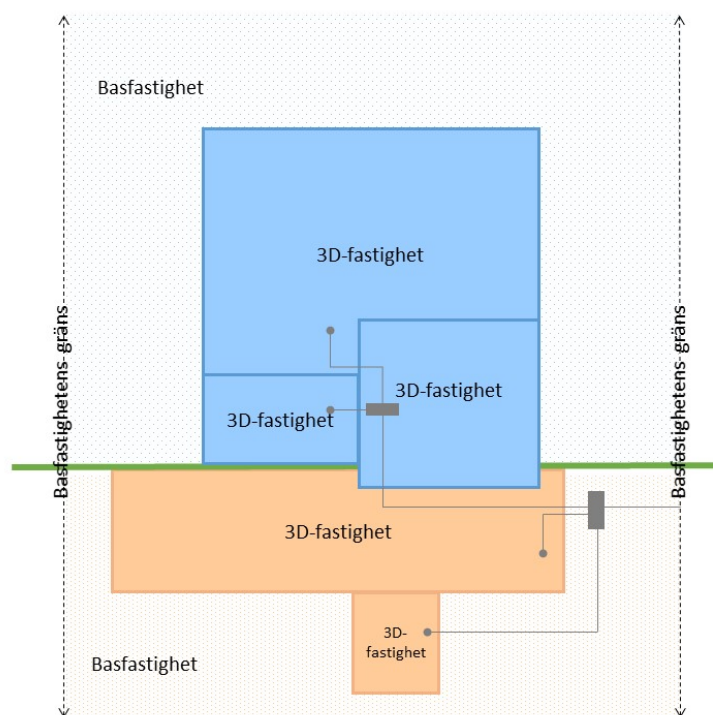 Basfastighet
3D-fastighet
Basfastighetens gräns
Basfastighetens gräns
3D-fastighet
3D-fastighet
3D-fastighet
3D-
fastighet
Basfastighet